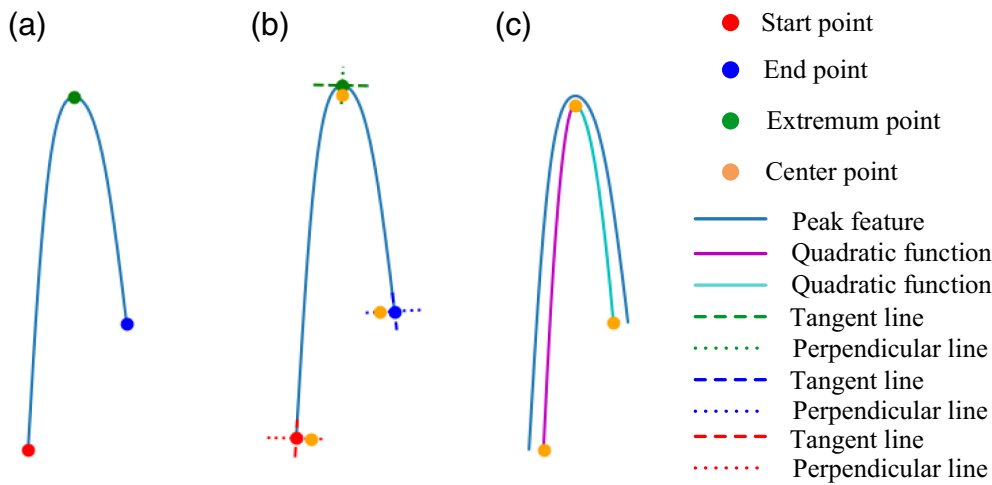 (a)
(b)
(c)
Start point
End point
Extremum point
Center point
Peak feature
Quadratic function
Quadratic function
Tangent line
Perpendicular line
Tangent line
Perpendicular line
Tangent line
Perpendicular line